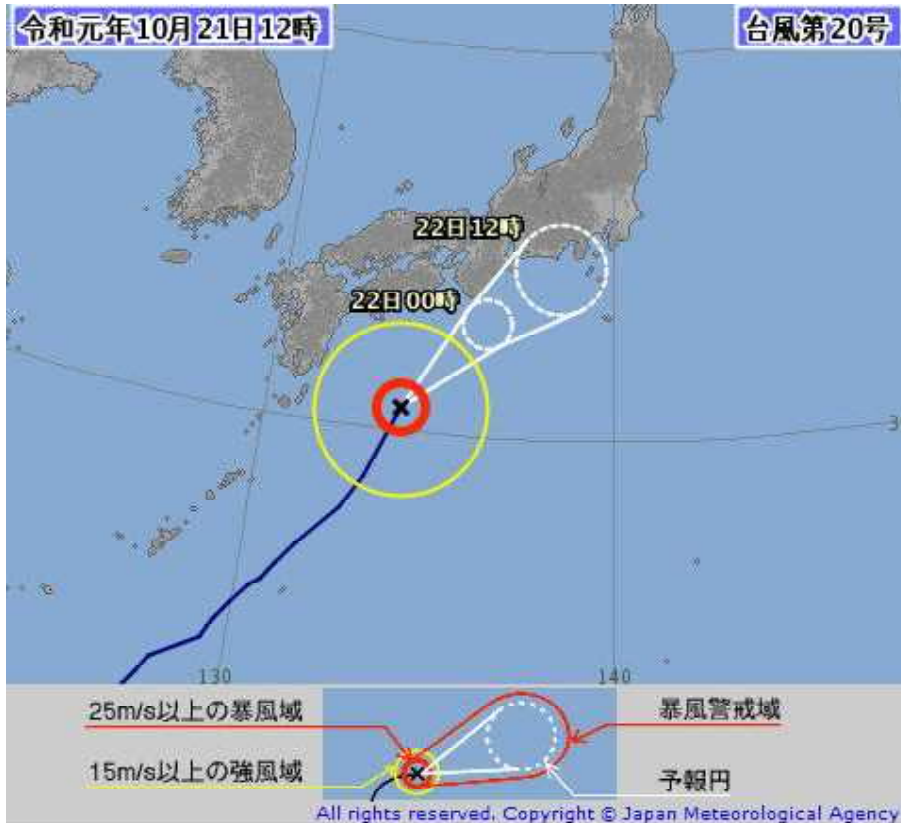 令和元年10月21日12時
台風第20号
22日12時
22日00時
3
130
140
25m/s以上の暴風域
暴風警戒域
15m/s以上の強風域
予報円
All rights reserved. Copyright © Japan Meteorological Agency